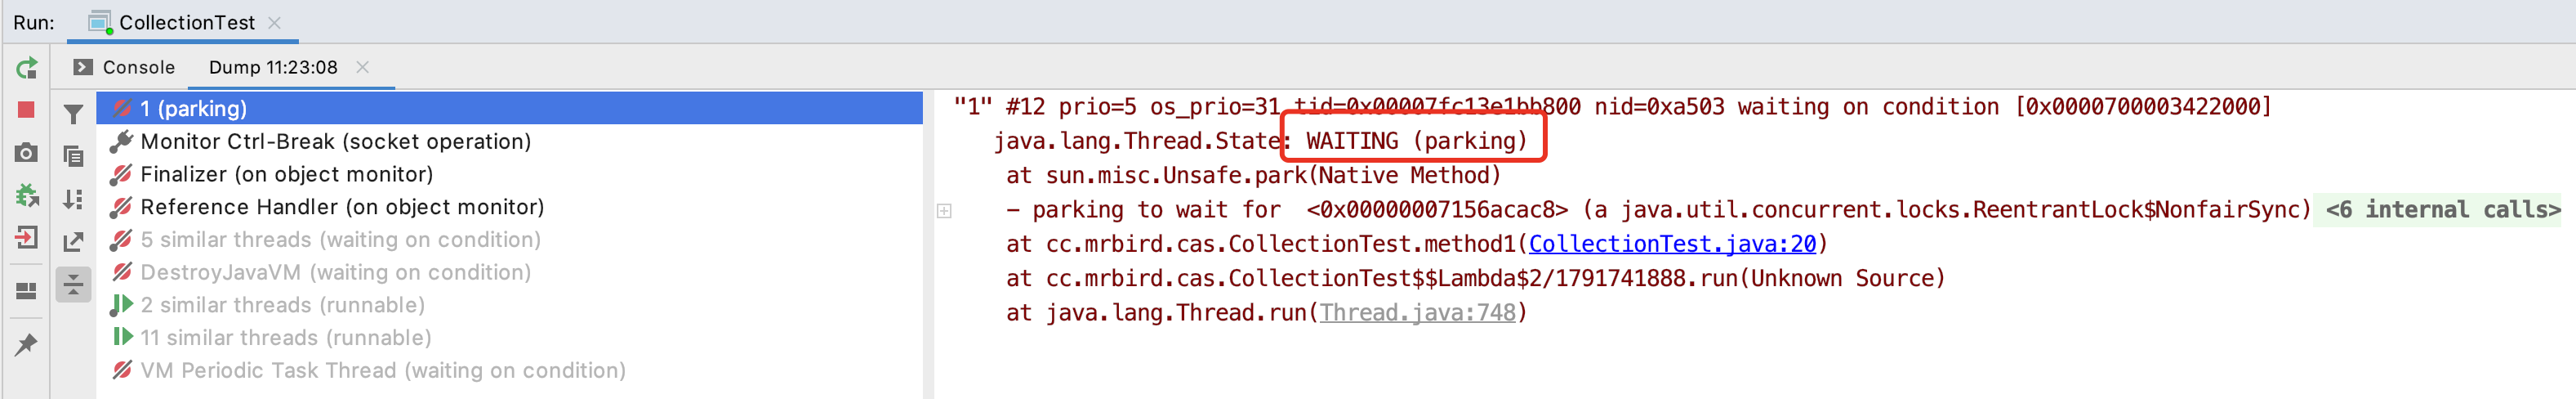 Run: CollectionTest
Console Dump 11:23:08
1 (parking)
Monitor Ctrl-Break (socket operation)
Finalizer (on object monitor)
Reference Handler (on object monitor)
5 similar threads (waiting on condition)
DestroyJavaVM (waiting on condition)
2 similar threads (runnable)
11 similar threads (runnable)
VM Periodic Task Thread (waiting on condition)
"1" #12 prio=5 os_prio=31 tid=0x00007fc13e1bb800 nid=0xa503 waiting on condition [0x0000700003422000]
java.lang.Thread.State: WAITING (parking)
at sun.misc.Unsafe.park(Native Method)
- parking to wait for <0x00000007156acac8> (a java.util.concurrent.locks.ReentrantLock$NonfairSync) <6 internal calls>
at cc.mrbird.cas.CollectionTest.method1(CollectionTest.java:20)
at cc.mrbird.cas.CollectionTest$$Lambda$2/1791741888.run(Unknown Source)
at java.lang.Thread.run(Thread.java:748)